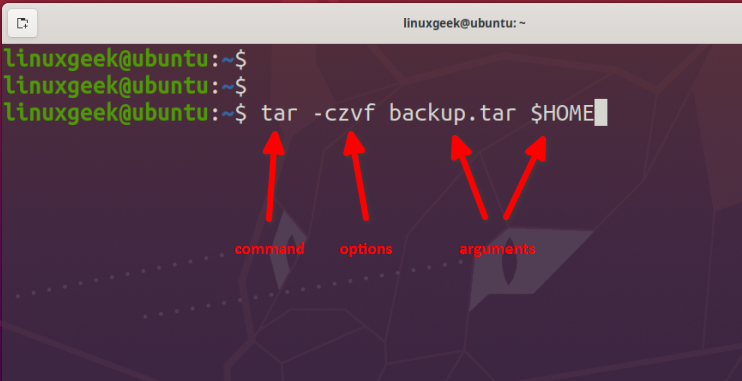 linuxgeek@ubuntu: ~
linuxgeek@ubuntu:~$
linuxgeek@ubuntu:~$
linuxgeek@ubuntu:~$ tar -czvf backup.tar $HOME
command options arguments